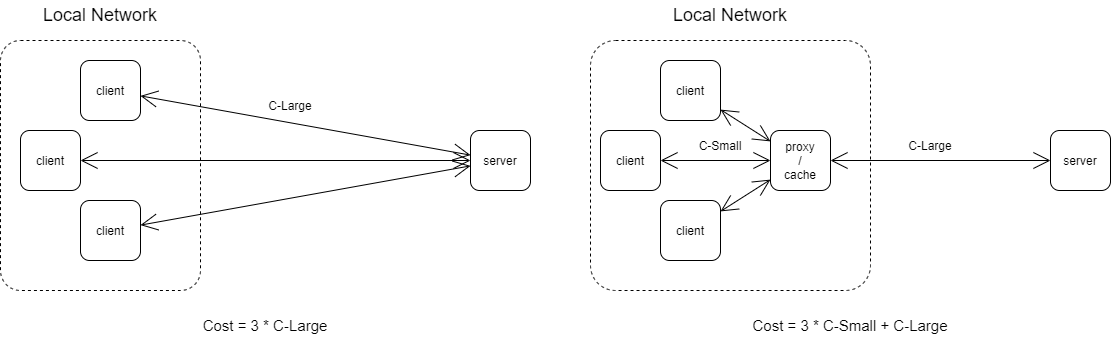 Local Network
client
client
client
C-Large
server
Cost = 3 * C-Large
Local Network
client
client
client
C-Small
proxy
/
cache
C-Large
server
Cost = 3 * C-Small + C-Large